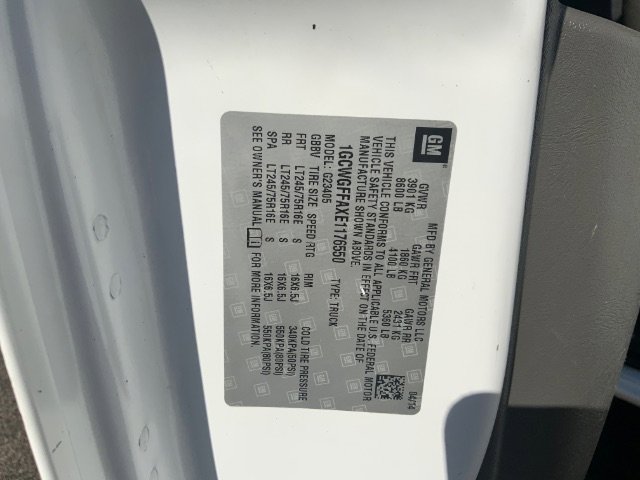 GM
MFD BY GENERAL MOTORS LLC 04/14
GVWR GAWR FRT GAWR RR
3901 KG 1860 KG 2431 KG
8600 LB 4100 LB 5360 LB
THIS VEHICLE CONFORMS TO ALL APPLICABLE U.S. FEDERAL MOTOR
VEHICLE SAFETY STANDARDS IN EFFECT ON THE DATE OF
MANUFACTURE SHOWN ABOVE.
1GCWGFFAXE1176550 TYPE: TRUCK
MODEL: G23405
GBBV TIRE SIZE SPEED RTG RIM COLD TIRE PRESSURE
FRT LT245/75R16E S 16X6.5J 340KPA(50PSI)
RR LT245/75R16E S 16X6.5J 550KPA(80PSI)
SPA LT245/75R16E S 16X6.5J 550KPA(80PSI)
SEE OWNER'S MANUAL FOR MORE INFORMATION.